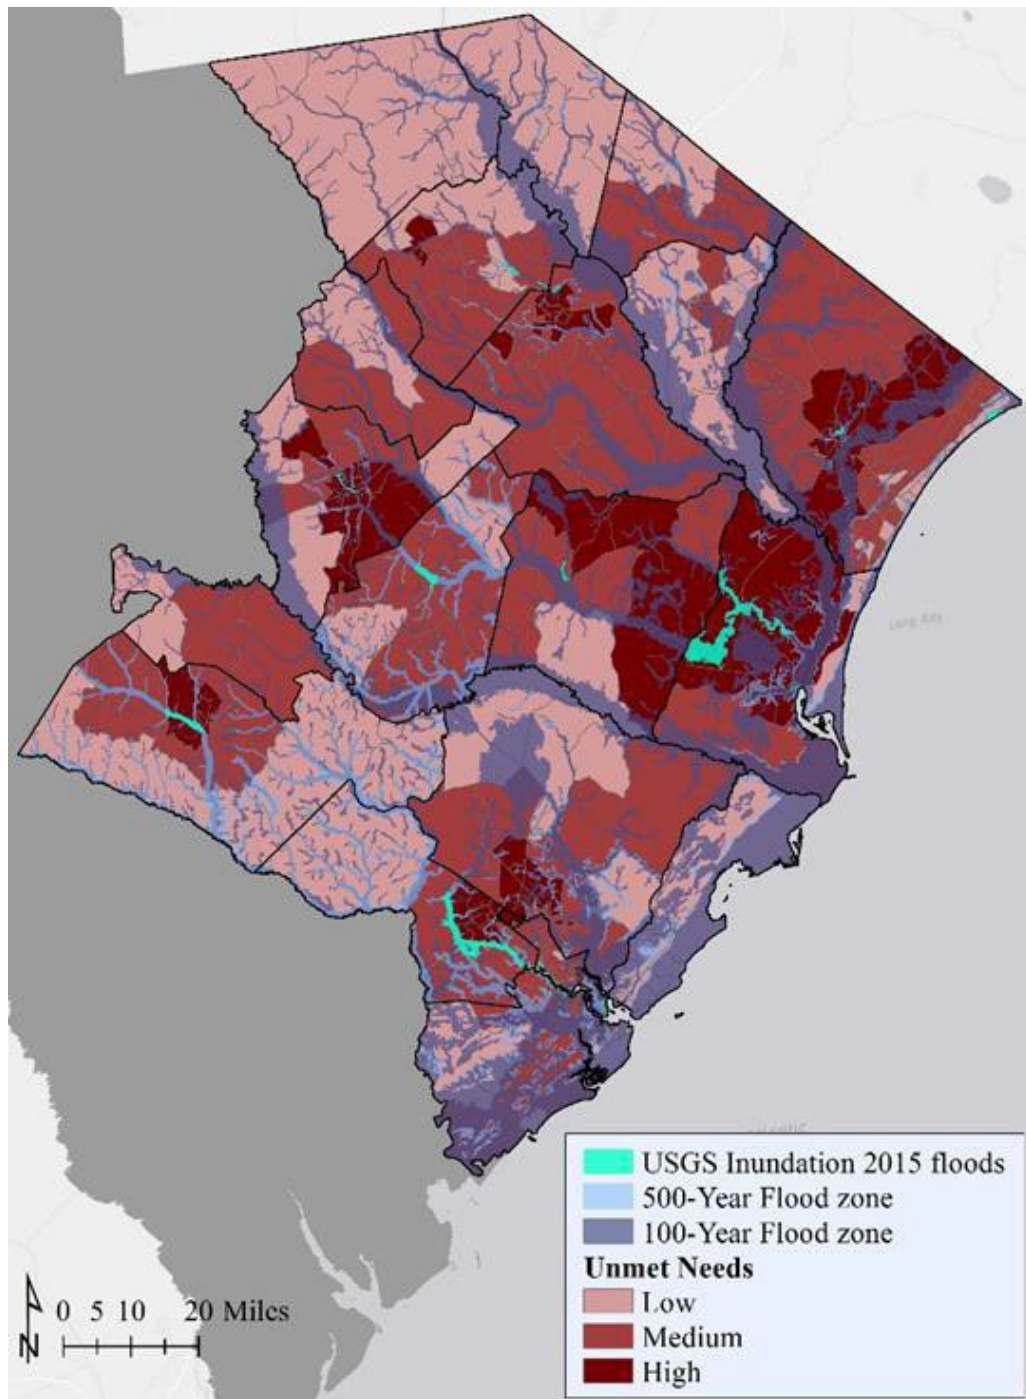 Long Bay
USGS Inundation 2015 floods
500-Year Flood zone
100-Year Flood zone
Unmet Needs
Low
Medium
High
N
0 5 10 20 Miles